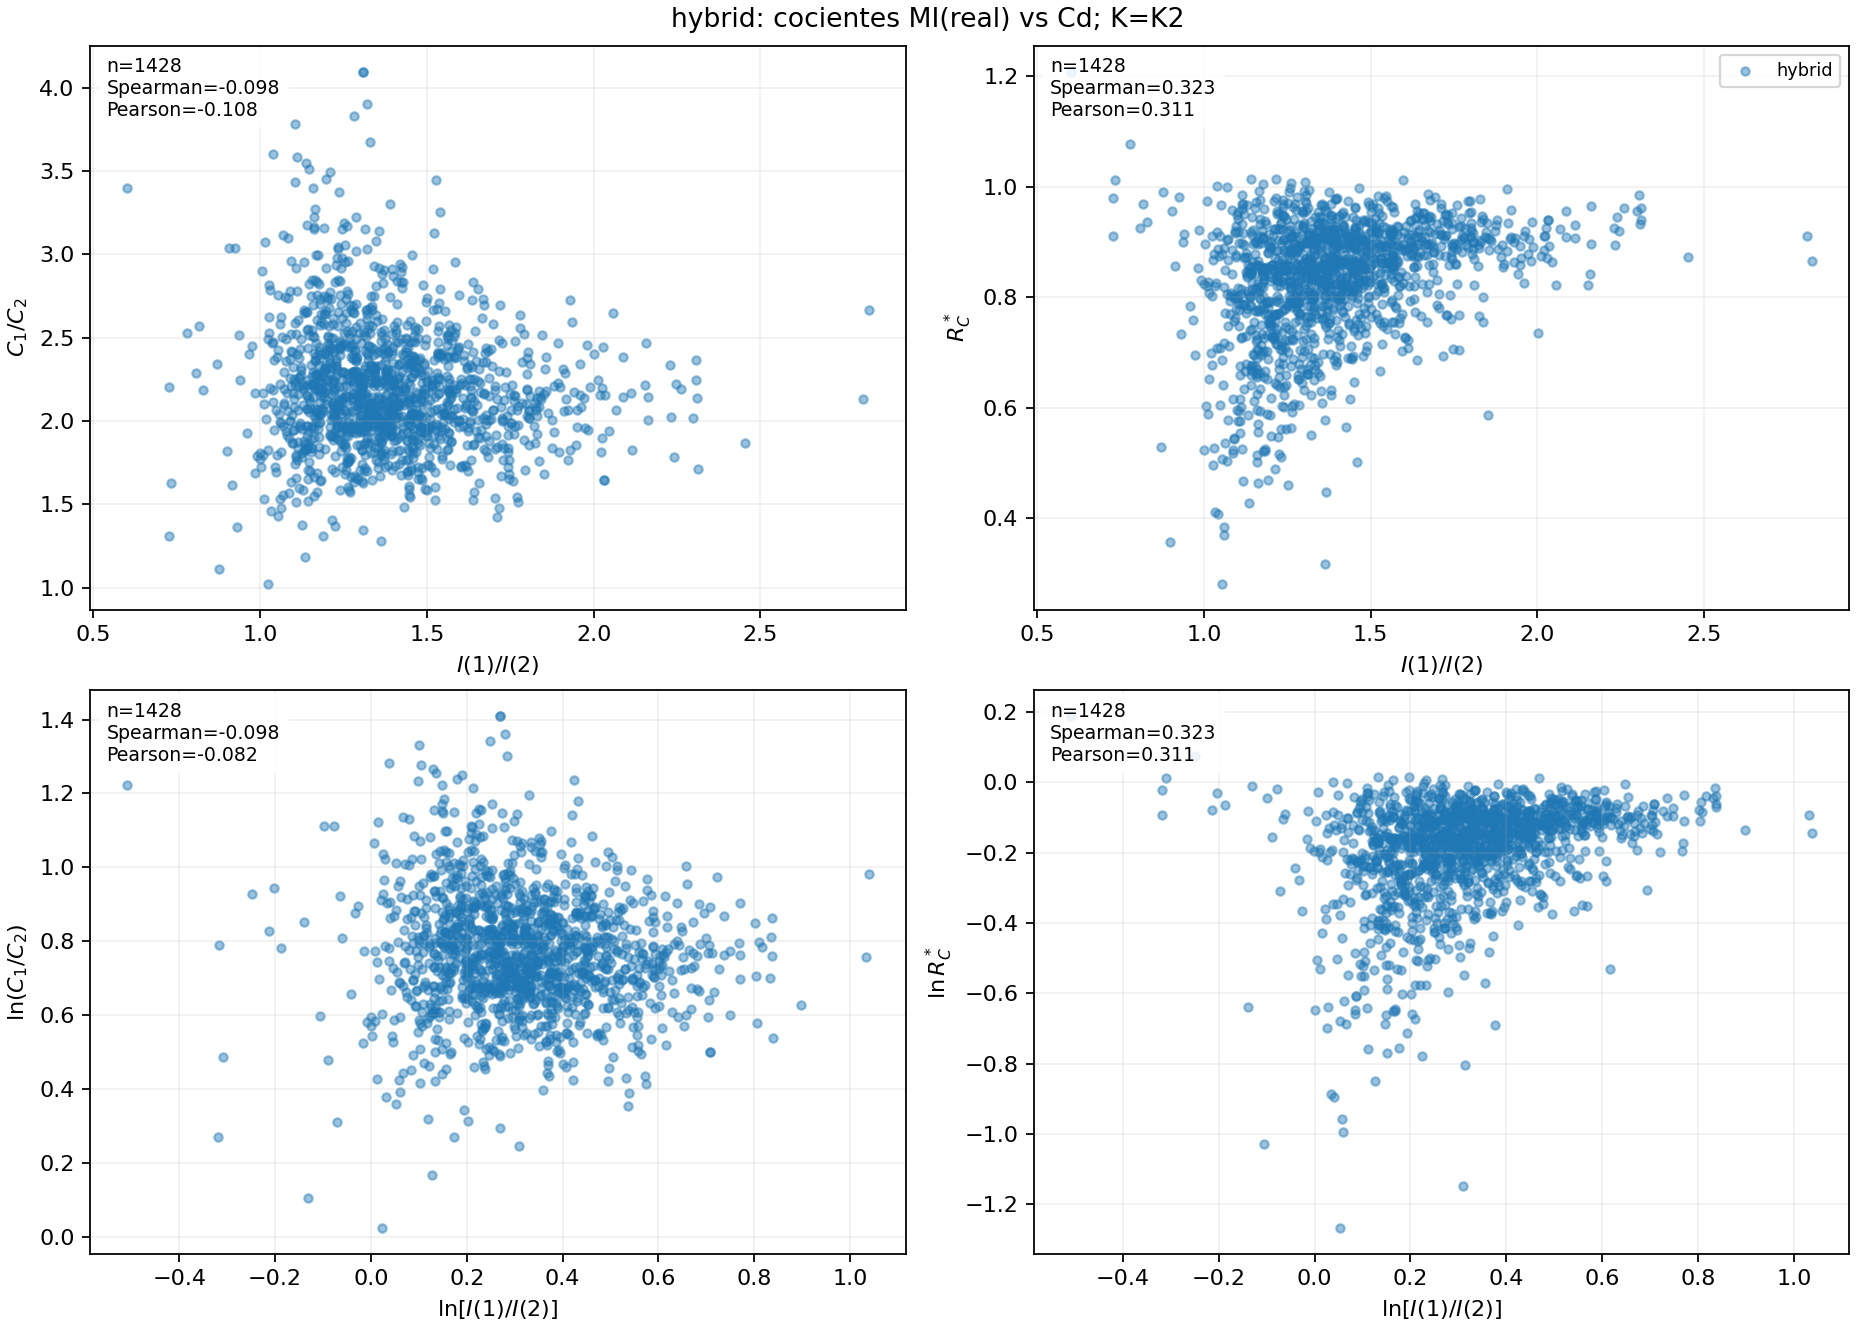 hybrid: cocientes MI(real) vs Cd; K=K2
n=1428
Spearman=-0.098
Pearson=-0.108
4.0
3.5
3.0
2.5
2.0
1.5
1.0
C₁/C₂
0.5 1.0 1.5 2.0 2.5
I(1)/I(2)
n=1428
Spearman=0.323
Pearson=0.311
hybrid
1.2
1.0
0.8
0.6
0.4
R_C^*
0.5 1.0 1.5 2.0 2.5
I(1)/I(2)
n=1428
Spearman=-0.098
Pearson=-0.082
1.4
1.2
1.0
0.8
0.6
0.4
0.2
0.0
ln(C₁/C₂)
−0.4 −0.2 0.0 0.2 0.4 0.6 0.8 1.0
ln[I(1)/I(2)]
n=1428
Spearman=0.323
Pearson=0.311
0.2
0.0
−0.2
−0.4
−0.6
−0.8
−1.0
−1.2
ln R_C^*
−0.4 −0.2 0.0 0.2 0.4 0.6 0.8 1.0
ln[I(1)/I(2)]